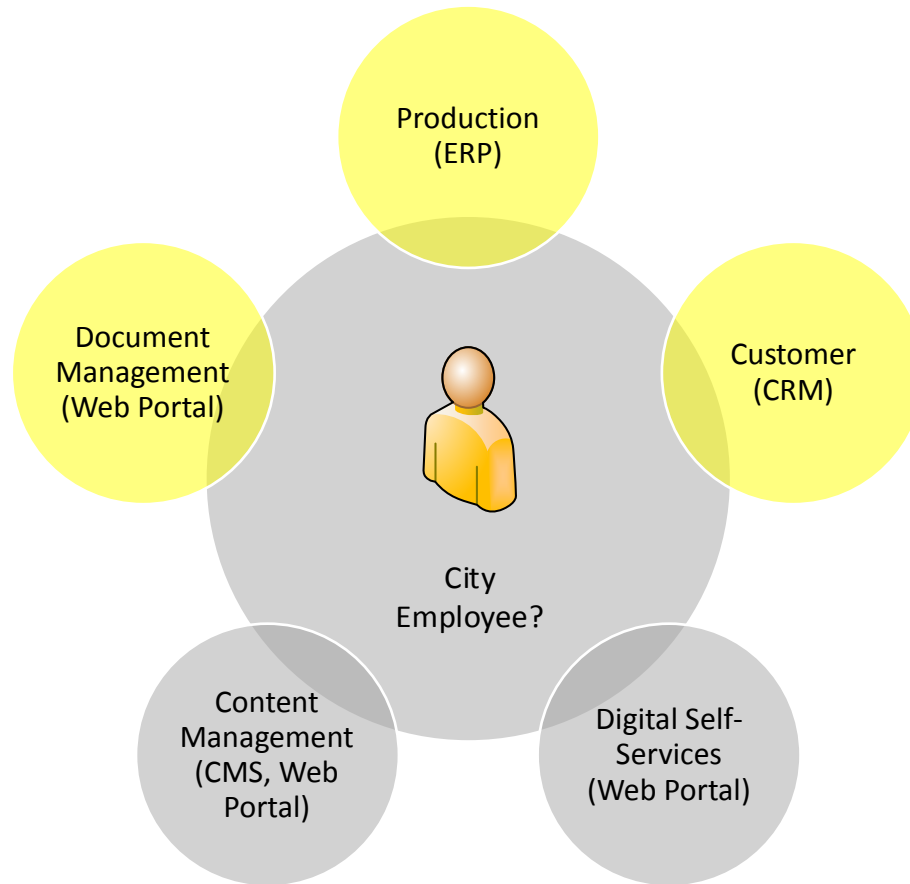 Production
(ERP)
Document
Management
(Web Portal)
Customer
(CRM)
City
Employee?
Content
Management
(CMS, Web
Portal)
Digital Self-
Services
(Web Portal)